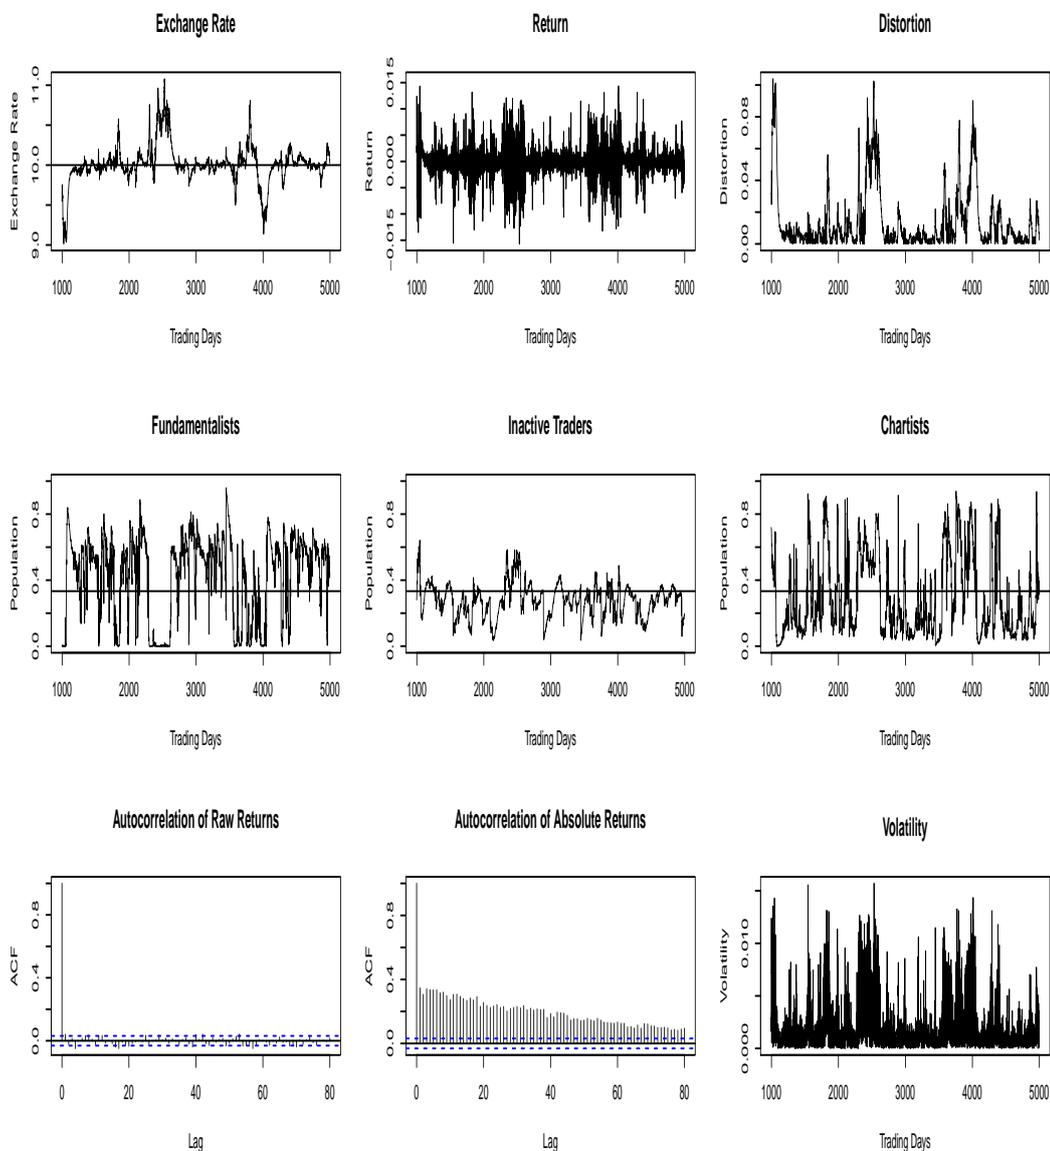 Exchange Rate
Exchange Rate
9.0 10.0 11.0
1000 2000 3000 4000 5000
Trading Days
Return
Return
−0.015 0.000 0.015
1000 2000 3000 4000 5000
Trading Days
Distortion
Distortion
0.00 0.04 0.08
1000 2000 3000 4000 5000
Trading Days
Fundamentalists
Population
0.0 0.4 0.8
1000 2000 3000 4000 5000
Trading Days
Inactive Traders
Population
0.0 0.4 0.8
1000 2000 3000 4000 5000
Trading Days
Chartists
Population
0.0 0.4 0.8
1000 2000 3000 4000 5000
Trading Days
Autocorrelation of Raw Returns
ACF
0.0 0.4 0.8
0 20 40 60 80
Lag
Autocorrelation of Absolute Returns
ACF
0.0 0.4 0.8
0 20 40 60 80
Lag
Volatility
Volatility
0.000 0.010
1000 2000 3000 4000 5000
Trading Days